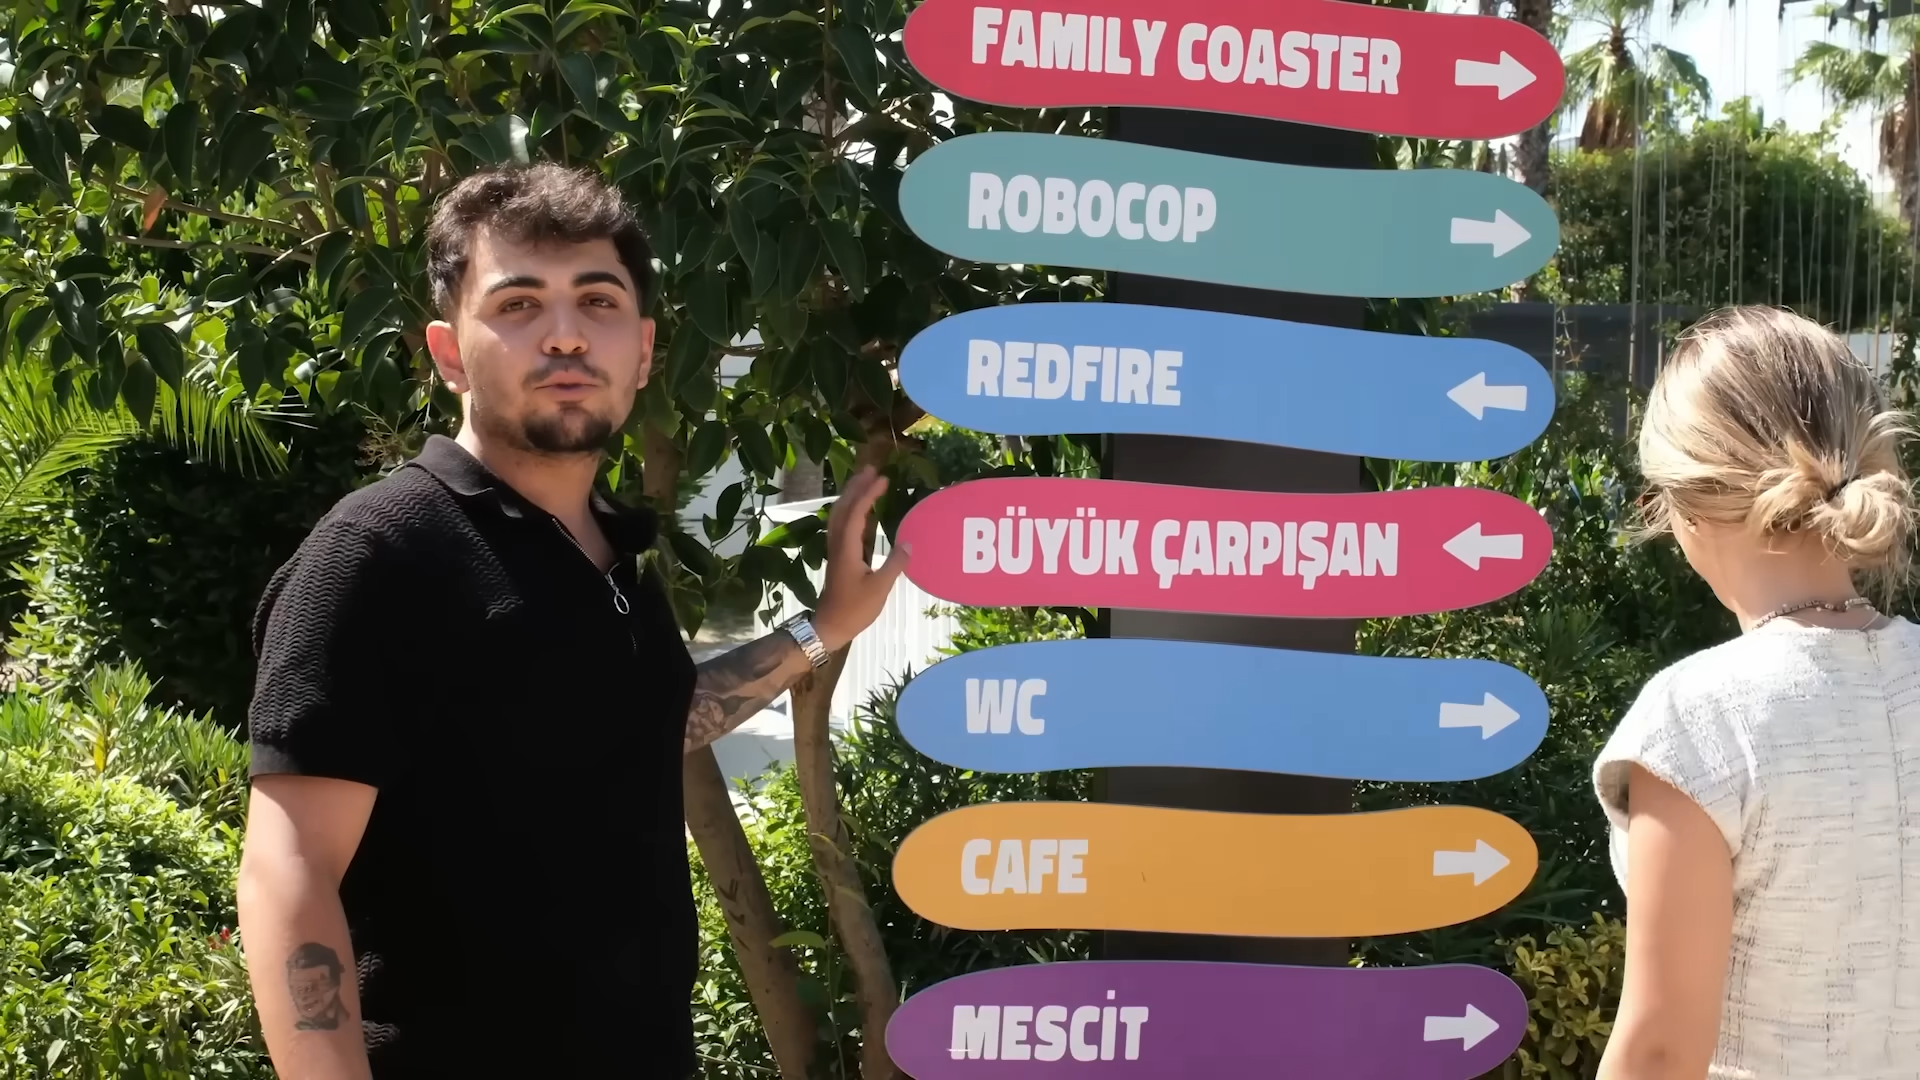 FAMILY COASTER
ROBOCOP
REDFIRE
BÜYÜK ÇARPIŞAN
WC
CAFE
MESCİT